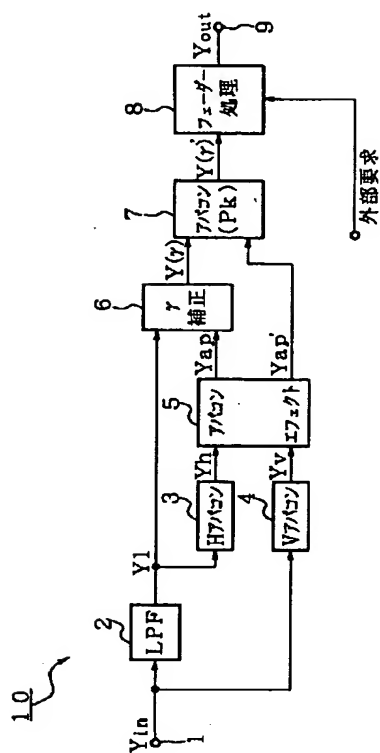 10
Yin
1
2
LPF
Yl
3
Hアパコン
Yh
4
Vアパコン
Yv
5
アパコン
エフェクト
Yap
Yap'
6
γ
補正
Y(γ)
7
アパコン
(Pk)
Y(γ)'
8
フェーダー
処理
Yout
9
外部要求